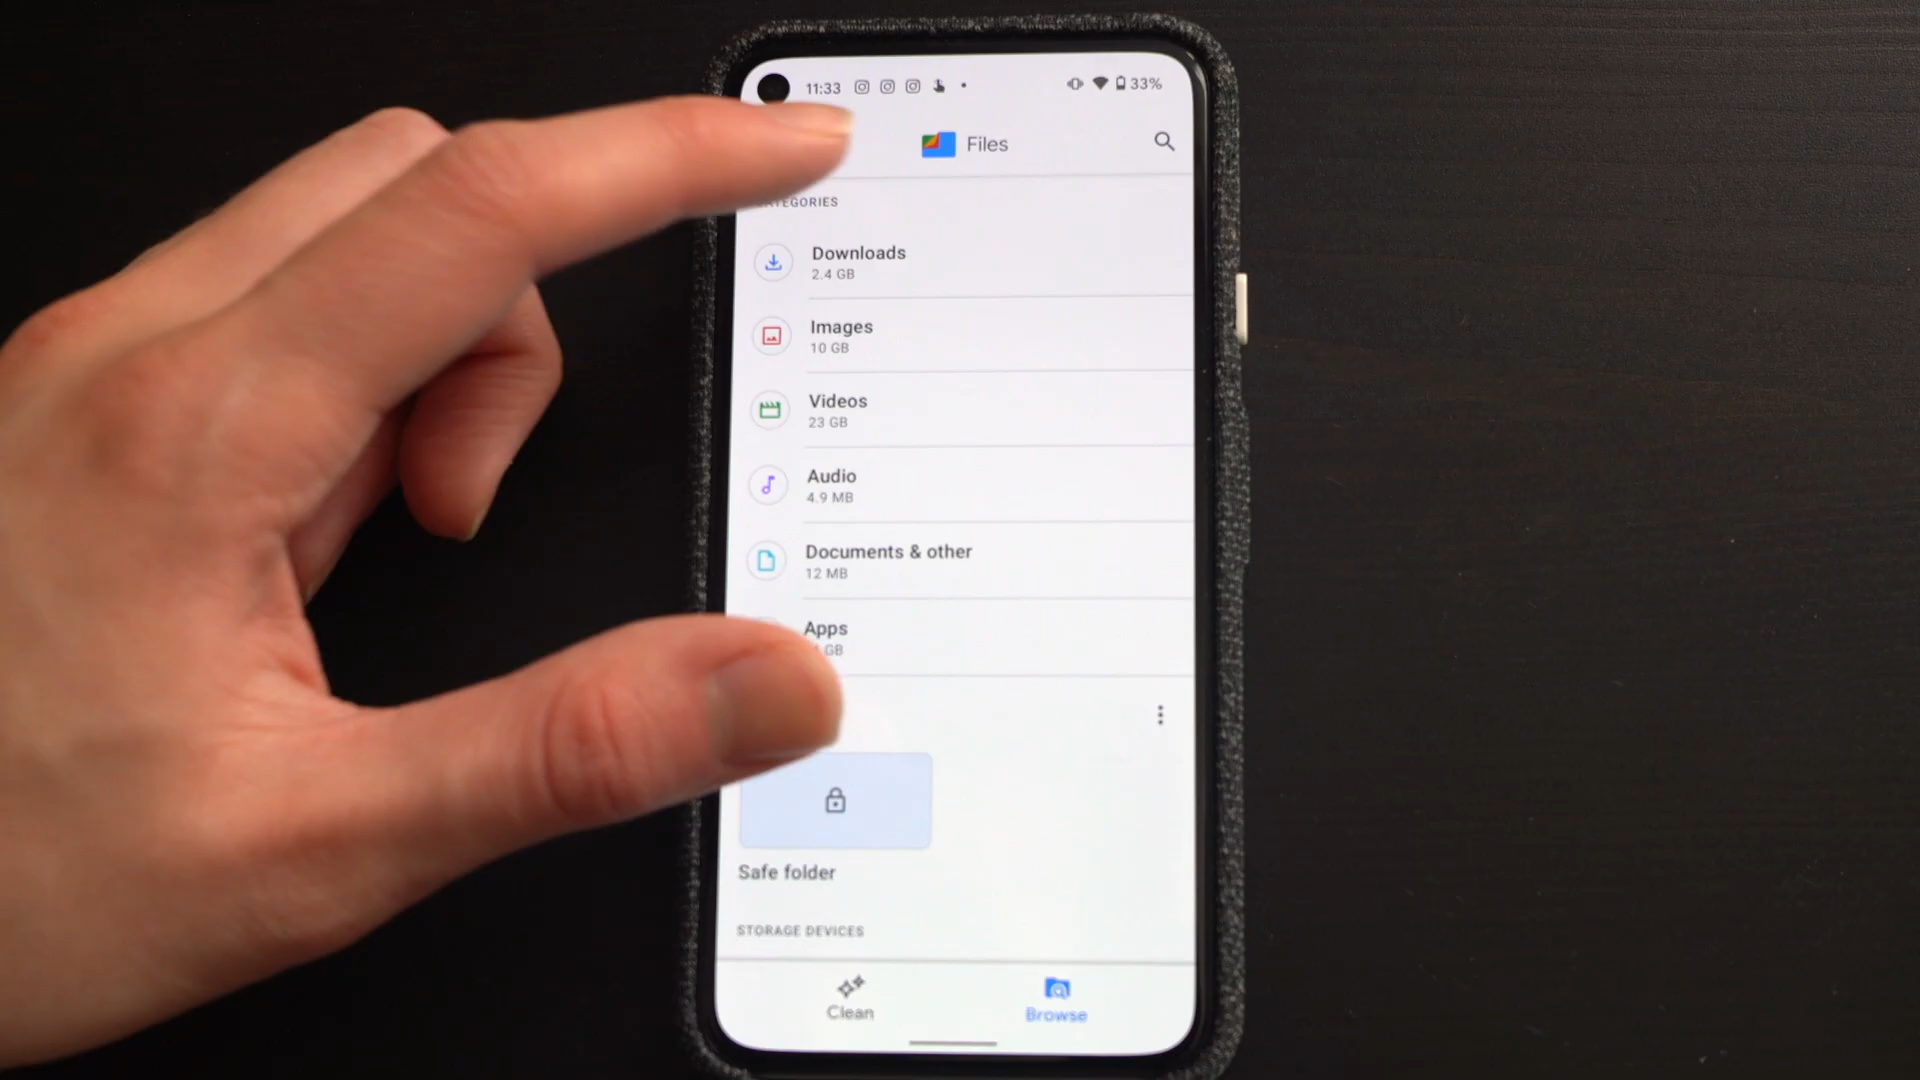 11:33
33%
Files
CATEGORIES
Downloads
2.4 GB
Images
10 GB
Videos
23 GB
Audio
4.9 MB
Documents & other
12 MB
Apps
GB
Safe folder
STORAGE DEVICES
Clean
Browse